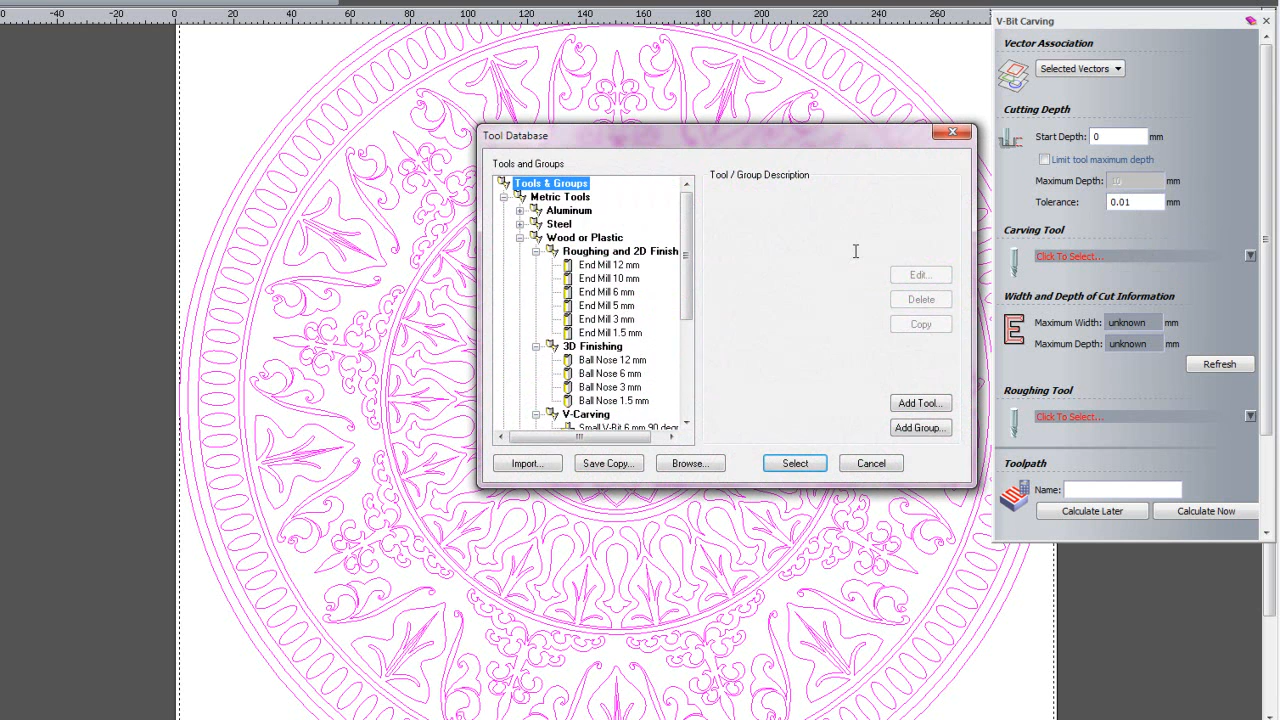 -40
-20
0
20
40
60
80
100
120
140
160
180
200
220
240
260
V-Bit Carving
Vector Association
Selected Vectors
Cutting Depth
Start Depth: 0 mm
Limit tool maximum depth
Maximum Depth: 10 mm
Tolerance: 0.01 mm
Carving Tool
Click To Select...
Width and Depth of Cut Information
E
Maximum Width: unknown mm
Maximum Depth: unknown mm
Refresh
Roughing Tool
Click To Select...
Toolpath
Name:
Calculate Later
Calculate Now
Tool Database
Tools and Groups
Tools & Groups
Metric Tools
Aluminum
Steel
Wood or Plastic
Roughing and 2D Finish
End Mill 12 mm
End Mill 10 mm
End Mill 6 mm
End Mill 5 mm
End Mill 3 mm
End Mill 1.5 mm
3D Finishing
Ball Nose 12 mm
Ball Nose 6 mm
Ball Nose 3 mm
Ball Nose 1.5 mm
V-Carving
Small V-Bit 6 mm 90 degr
Tool / Group Description
Edit...
Delete
Copy
Add Tool...
Add Group...
Import...
Save Copy...
Browse...
Select
Cancel